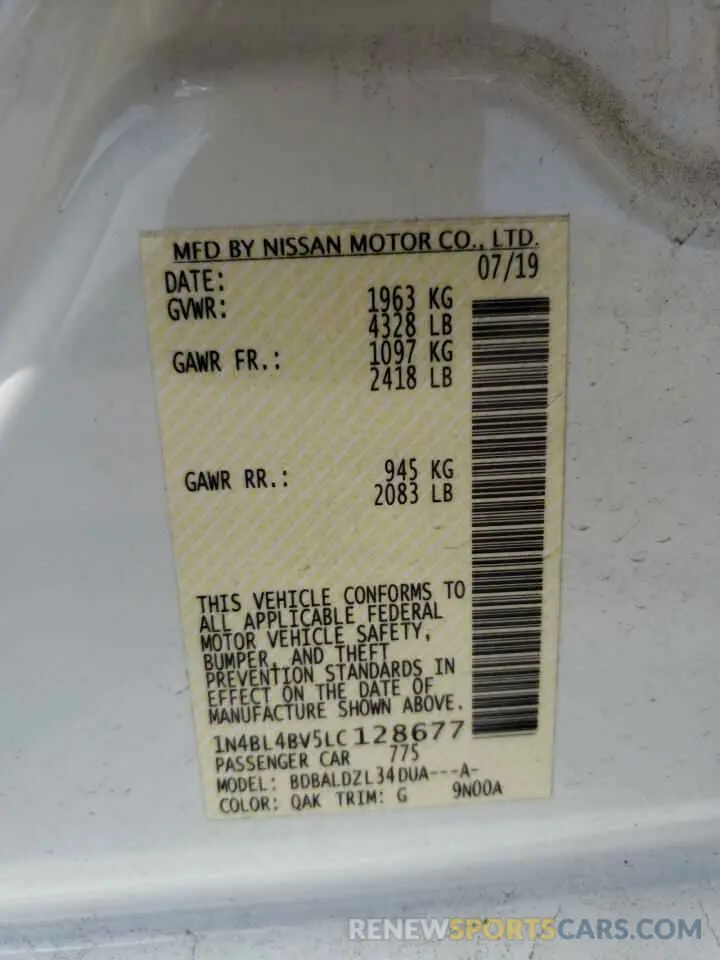 MFD BY NISSAN MOTOR CO., LTD.
DATE: 07/19
GVWR: 1963 KG
4328 LB
GAWR FR.: 1097 KG
2418 LB
GAWR RR.: 945 KG
2083 LB
THIS VEHICLE CONFORMS TO
ALL APPLICABLE FEDERAL
MOTOR VEHICLE SAFETY,
BUMPER, AND THEFT
PREVENTION STANDARDS IN
EFFECT ON THE DATE OF
MANUFACTURE SHOWN ABOVE.
1N4BL4BV5LC128677
PASSENGER CAR 775
MODEL: BDBALDZL34DUA---A-
COLOR: QAK TRIM: G 9N00A
RENEWSPORTSCARS.COM